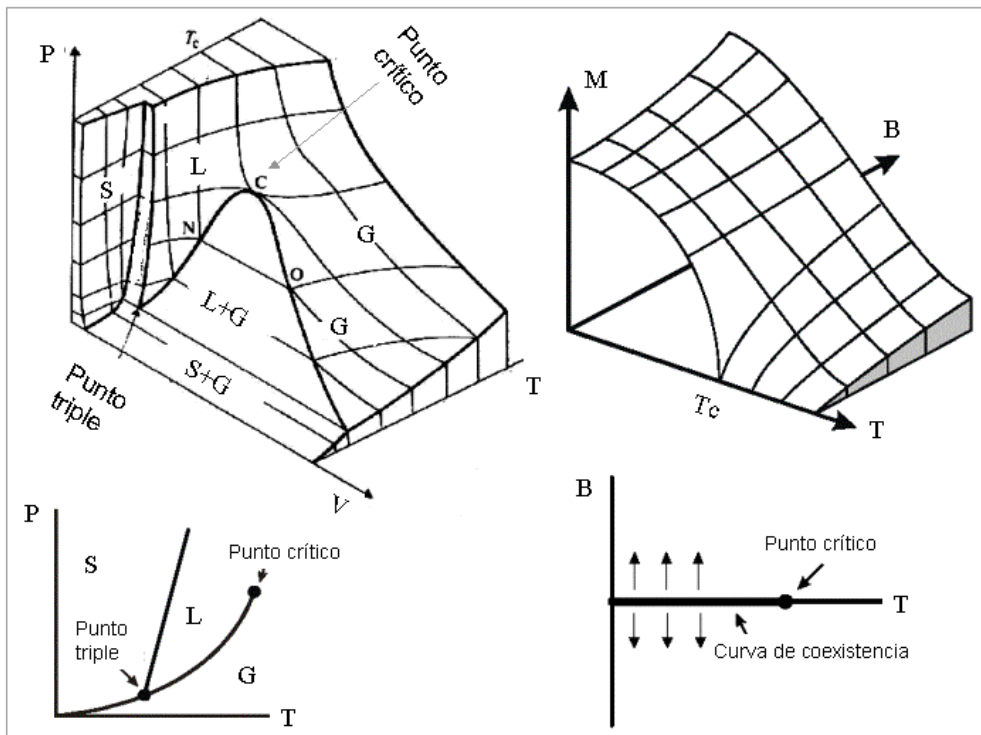 P
Tc
Punto
crítico
S
L
C
N
G
O
L+G
G
S+G
Punto
triple
T
V
M
B
Tc
T
P
S
Punto crítico
L
Punto
triple
G
T
B
Punto crítico
T
Curva de coexistencia